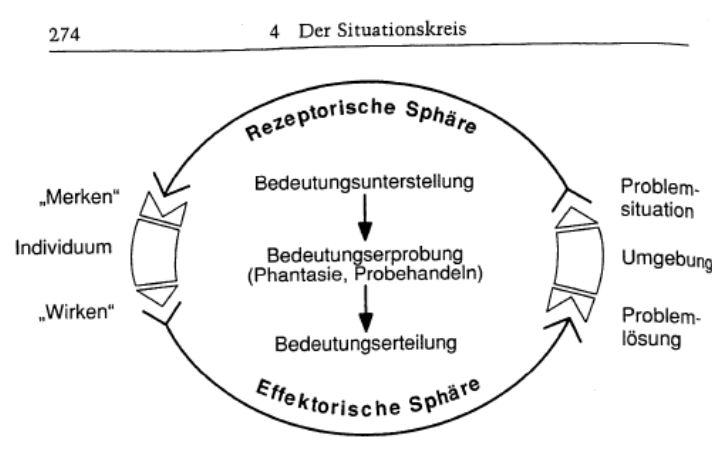 274
4 Der Situationskreis
Rezeptorische Sphäre
„Merken“
Individuum
„Wirken“
Bedeutungsunterstellung
Bedeutungserprobung
(Phantasie, Probehandeln)
Bedeutungserteilung
Problem-
situation
Umgebung
Problem-
lösung
Effektorische Sphäre